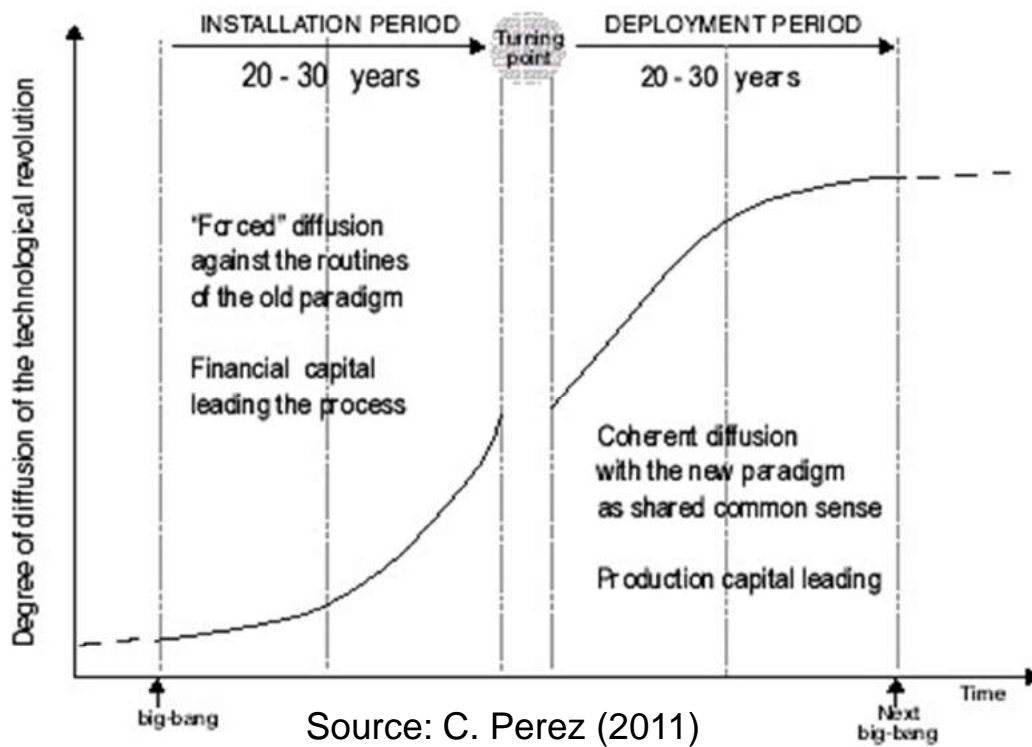 INSTALLATION PERIOD
Turning
point
DEPLOYMENT PERIOD
20 - 30 years
20 - 30 years
Degree of diffusion of the technological revolution
"Forced" diffusion
against the routines
of the old paradigm
Financial capital
leading the process
Coherent diffusion
with the new paradigm
as shared common sense
Production capital leading
Time
big-bang
Next
big-bang
Source: C. Perez (2011)